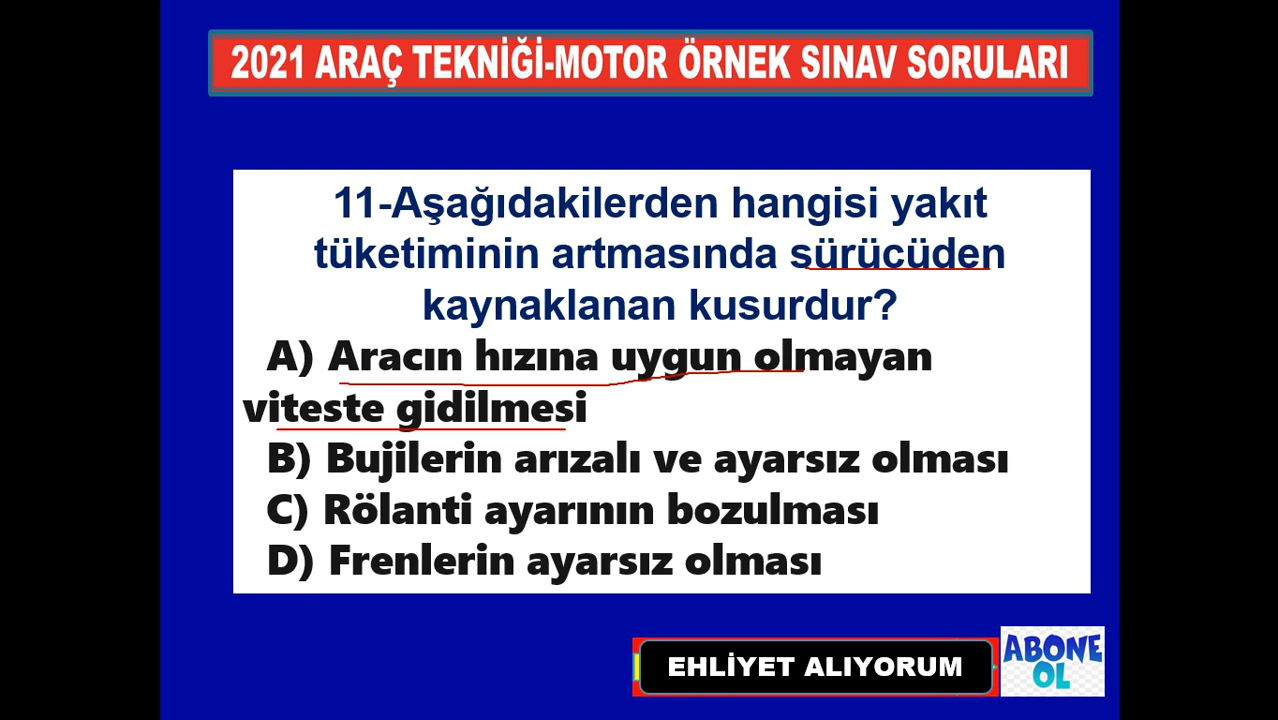 2021 ARAÇ TEKNİĞİ-MOTOR ÖRNEK SINAV SORULARI
11-Aşağıdakilerden hangisi yakıt
tüketiminin artmasında sürücüden
kaynaklanan kusurdur?
A) Aracın hızına uygun olmayan
viteste gidilmesi
B) Bujilerin arızalı ve ayarsız olması
C) Rölanti ayarının bozulması
D) Frenlerin ayarsız olması
EHLİYET ALIYORUM
ABONE
OL